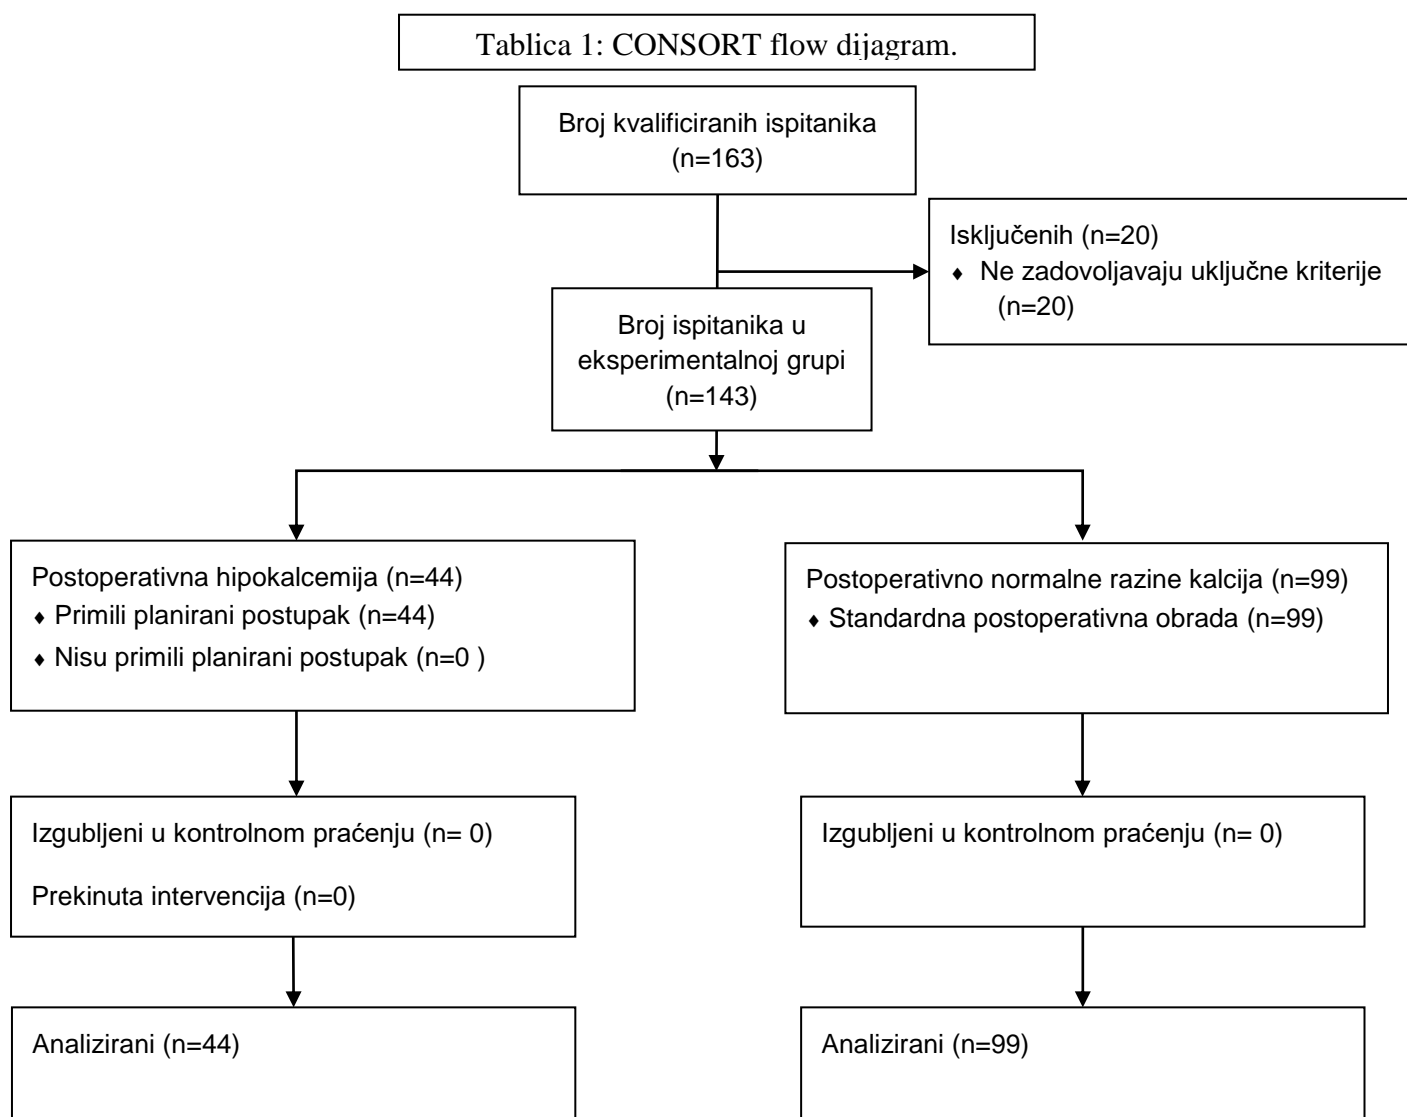 Tablica 1: CONSORT flow dijagram.
Broj kvalificiranih ispitanika
(n=163)
Isključenih (n=20)
♦ Ne zadovoljavaju uključne kriterije
(n=20)
Broj ispitanika u
eksperimentalnoj grupi
(n=143)
Postoperativna hipokalcemija (n=44)
♦ Primili planirani postupak (n=44)
♦ Nisu primili planirani postupak (n=0 )
Postoperativno normalne razine kalcija (n=99)
♦ Standardna postoperativna obrada (n=99)
Izgubljeni u kontrolnom praćenju (n= 0)
Prekinuta intervencija (n=0)
Izgubljeni u kontrolnom praćenju (n= 0)
Analizirani (n=44)
Analizirani (n=99)